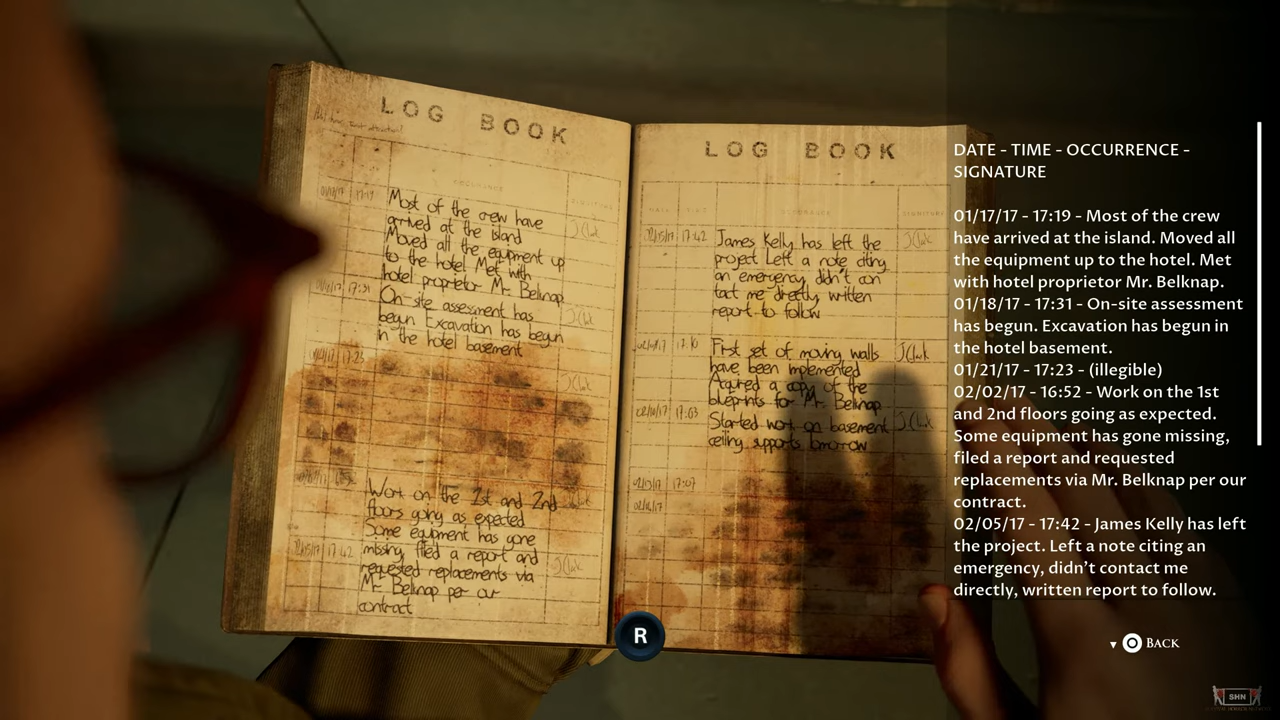 LOG BOOK
Most of the crew have
arrived at the island
Moved all the equipment up
to the hotel Met with
hotel proprietor Mr. Belknap
17:31
On-site assessment has
begun Excavation has begun
in the hotel basement
17:23
Work on the 1st and 2nd
floors going as expected
Some equipment has gone
missing, filed a report and
requested replacements via
Mr. Belknap per our
contract
17:42
LOG BOOK
17:42
James Kelly has left the
project Left a note citing
an emergency, didn't con
tact me directly, written
report to follow
First set of moving walls
have been implemented
Acquired a copy of the
blueprints for Mr. Belknap
17:03
Started work on basement
ceiling supports tomorrow
17:07
R
DATE - TIME - OCCURRENCE -
SIGNATURE
01/17/17 - 17:19 - Most of the crew
have arrived at the island. Moved all
the equipment up to the hotel. Met
with hotel proprietor Mr. Belknap.
01/18/17 - 17:31 - On-site assessment
has begun. Excavation has begun in
the hotel basement.
01/21/17 - 17:23 - (illegible)
02/02/17 - 16:52 - Work on the 1st
and 2nd floors going as expected.
Some equipment has gone missing,
filed a report and requested
replacements via Mr. Belknap per our
contract.
02/05/17 - 17:42 - James Kelly has left
the project. Left a note citing an
emergency, didn't contact me
directly, written report to follow.
BACK
SHN